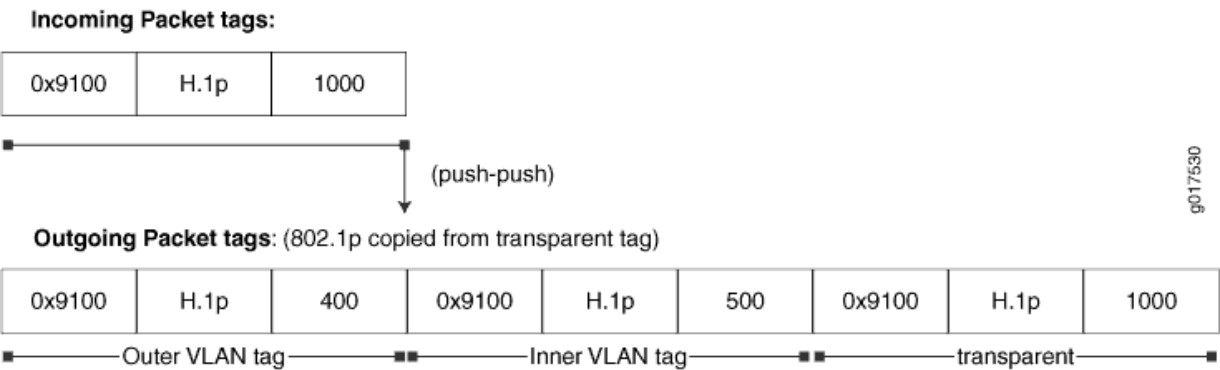 Incoming Packet tags:
0x9100 H.1p 1000
(push-push)
g017530
Outgoing Packet tags: (802.1p copied from transparent tag)
0x9100 H.1p 400 0x9100 H.1p 500 0x9100 H.1p 1000
Outer VLAN tag Inner VLAN tag transparent